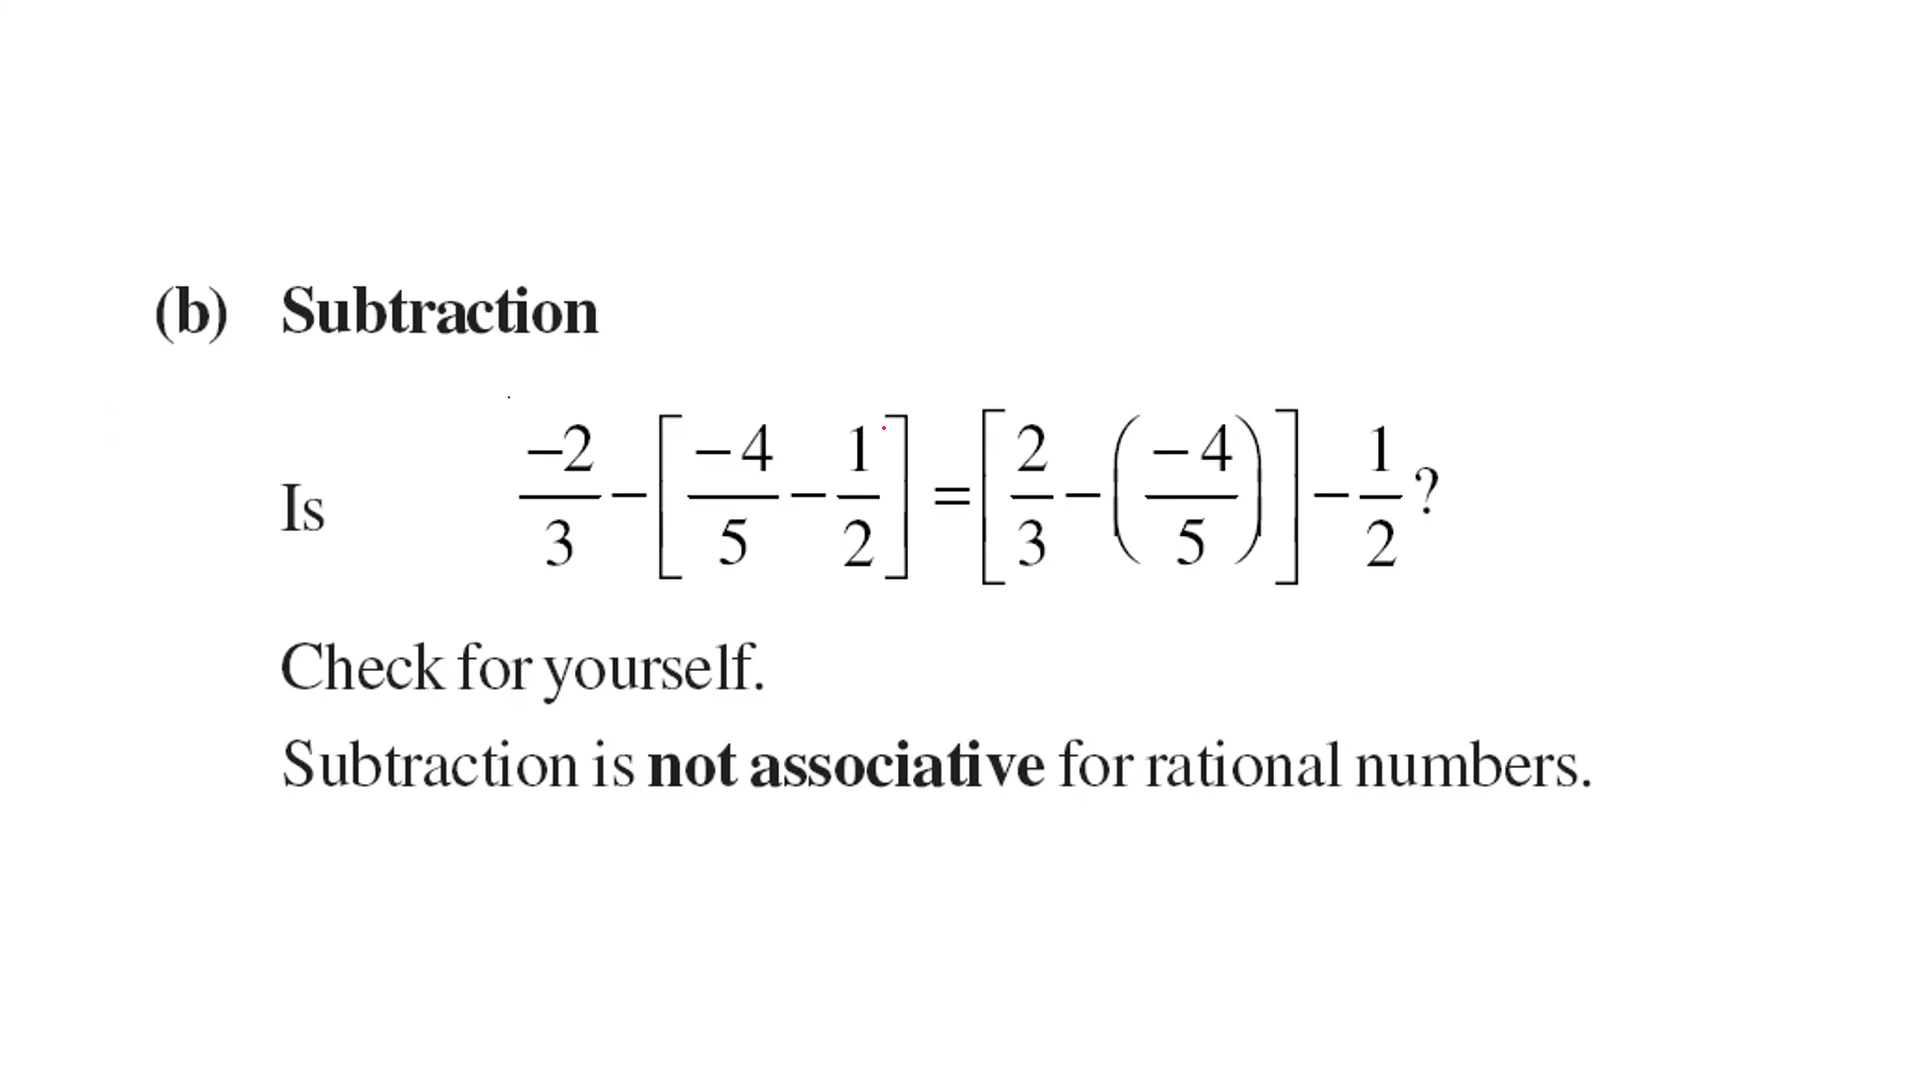 (b) Subtraction
Is −2/3 − [−4/5 − 1/2] = [2/3 − (−4/5)] − 1/2 ?
Check for yourself.
Subtraction is not associative for rational numbers.